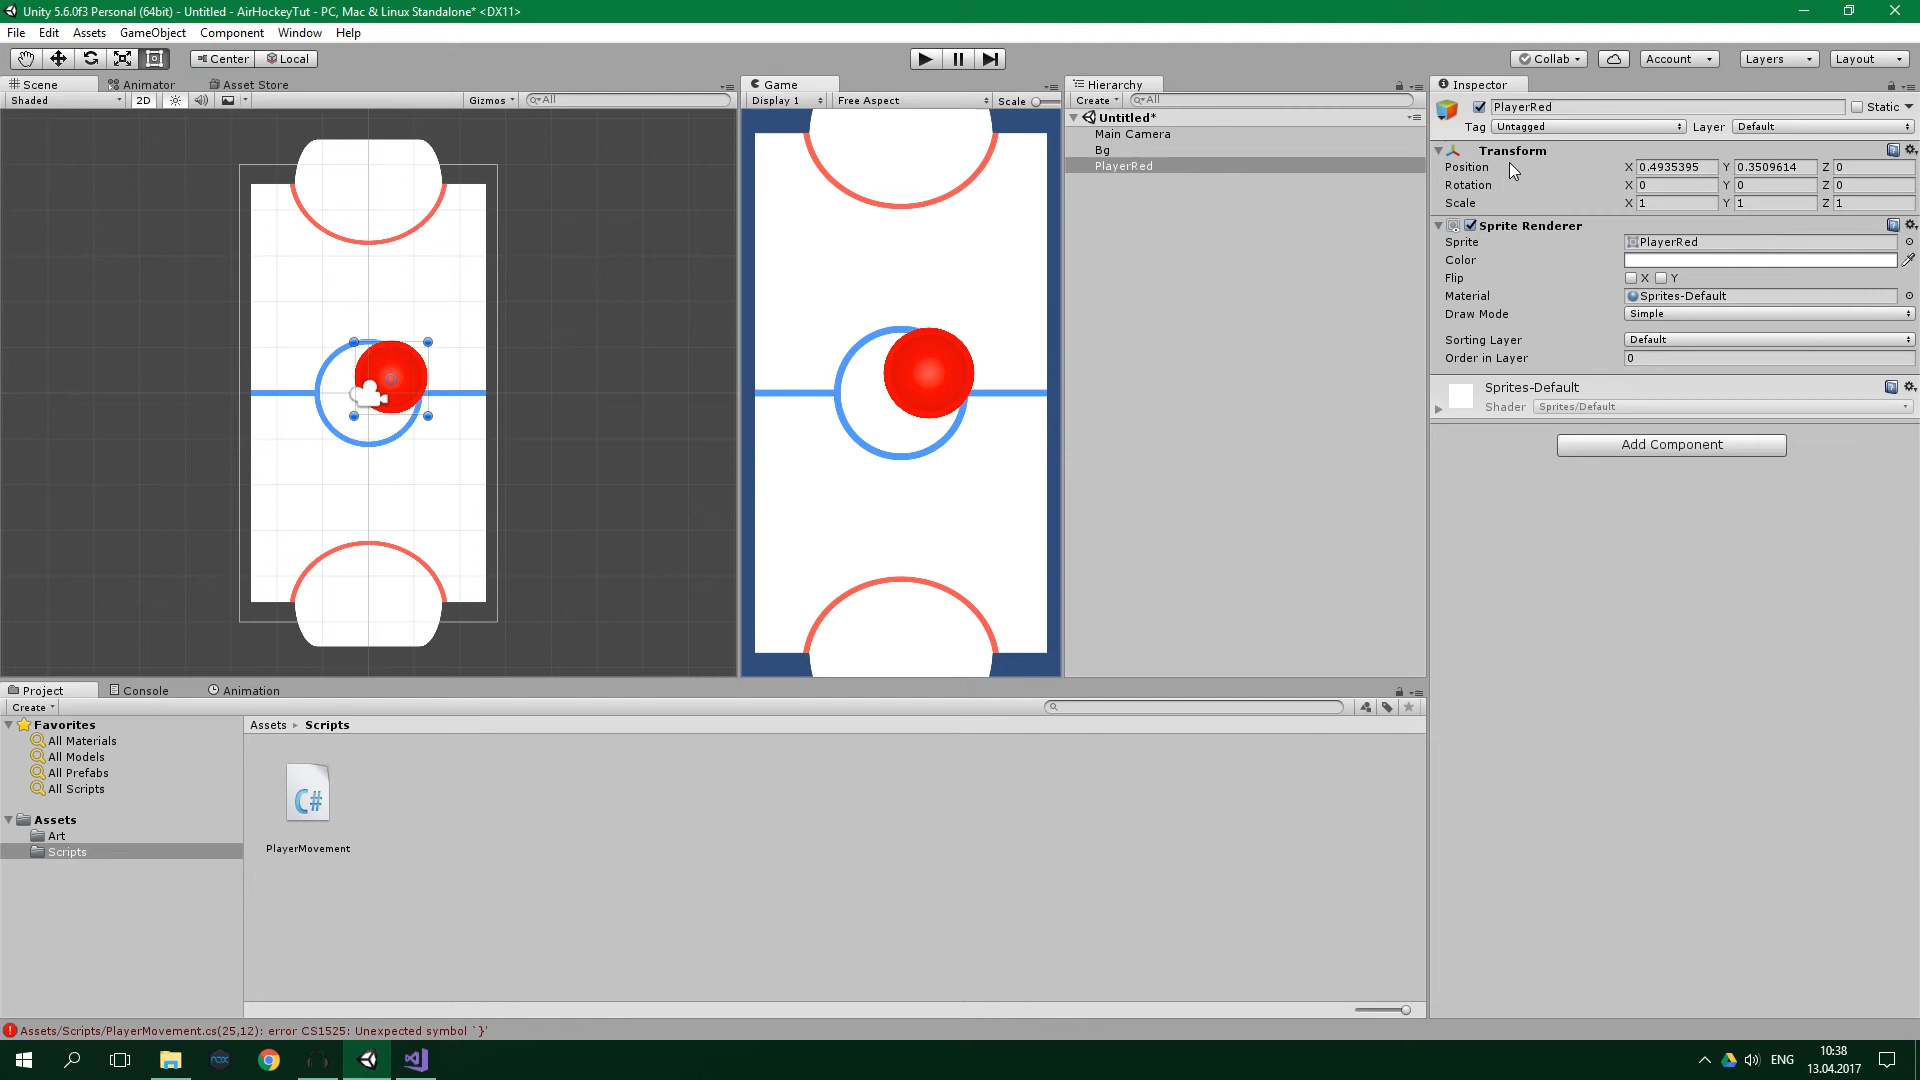 Unity 5.6.0f3 Personal (64bit) - Untitled - AirHockeyTut - PC, Mac & Linux Standalone* <DX11>
File Edit Assets GameObject Component Window Help
Center Local Collab Account Layers Layout
Scene Animator Asset Store
Shaded 2D Gizmos All
Game
Display 1 Free Aspect Scale
Hierarchy
Create All
Untitled*
Main Camera
Bg
PlayerRed
Inspector
PlayerRed Static
Tag Untagged Layer Default
Transform
Position X 0.4935395 Y 0.3509614 Z 0
Rotation X 0 Y 0 Z 0
Scale X 1 Y 1 Z 1
Sprite Renderer
Sprite PlayerRed
Color
Flip X Y
Material Sprites-Default
Draw Mode Simple
Sorting Layer Default
Order in Layer 0
Sprites-Default
Shader Sprites/Default
Add Component
Project Console Animation
Create
Favorites
All Materials
All Models
All Prefabs
All Scripts
Assets
Art
Scripts
Assets Scripts
C#
PlayerMovement
Assets/Scripts/PlayerMovement.cs(25,12): error CS1525: Unexpected symbol `}'
nox
ENG
10:38
13.04.2017